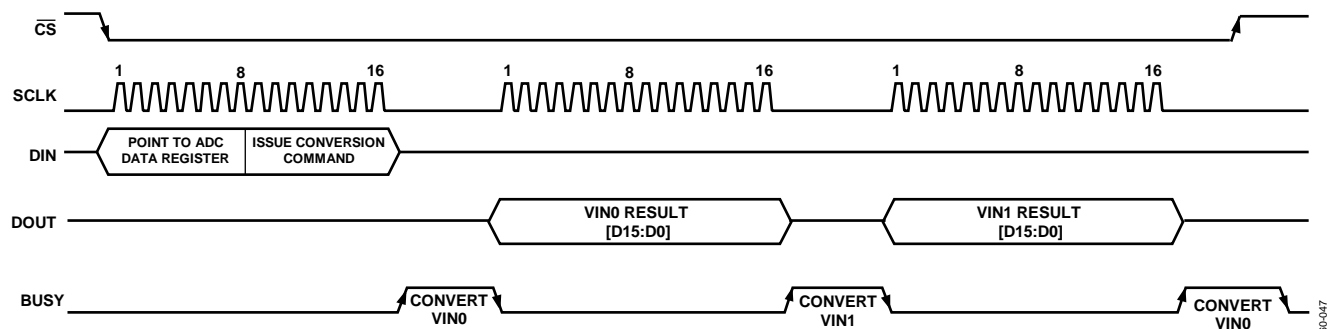 CS
SCLK
1 8 16 1 8 16 1 8 16
DIN
POINT TO ADC
DATA REGISTER
ISSUE CONVERSION
COMMAND
DOUT
VIN0 RESULT
[D15:D0]
VIN1 RESULT
[D15:D0]
BUSY
CONVERT
VIN0
CONVERT
VIN1
CONVERT
VIN0